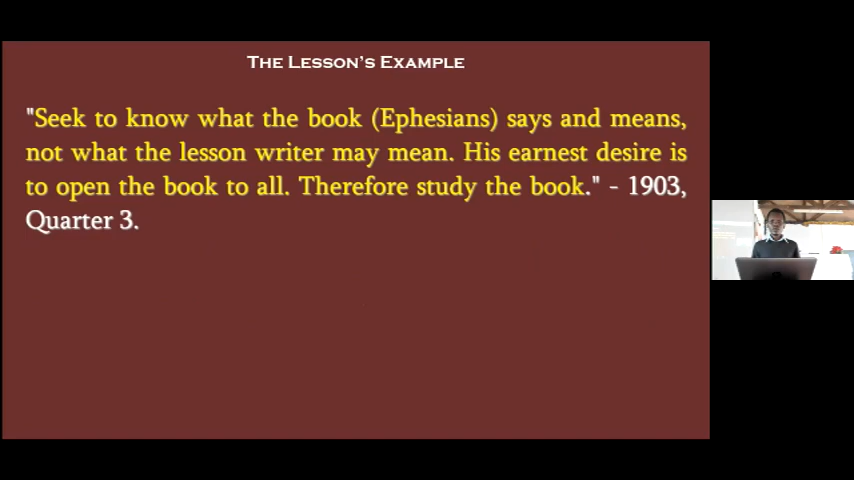 The Lesson's Example
"Seek to know what the book (Ephesians) says and means,
not what the lesson writer may mean. His earnest desire is
to open the book to all. Therefore study the book." - 1903,
Quarter 3.